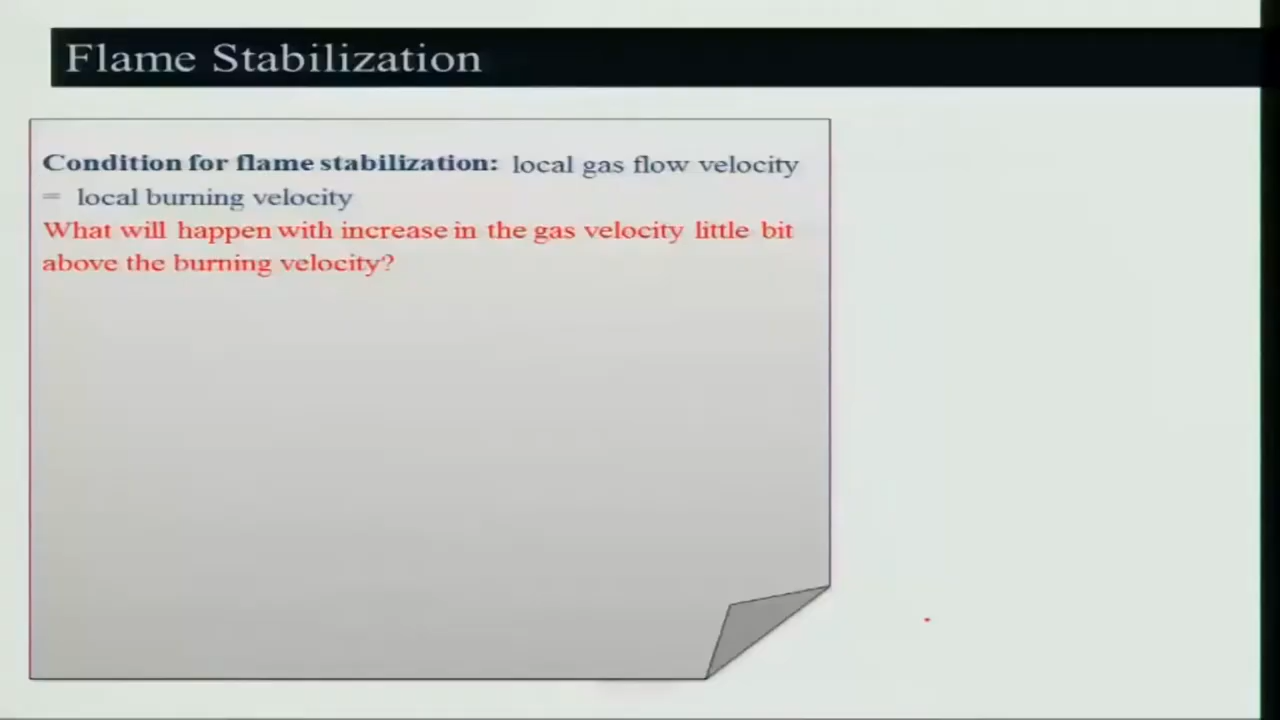 Flame Stabilization
Condition for flame stabilization: local gas flow velocity
= local burning velocity
What will happen with increase in the gas velocity little bit
above the burning velocity?